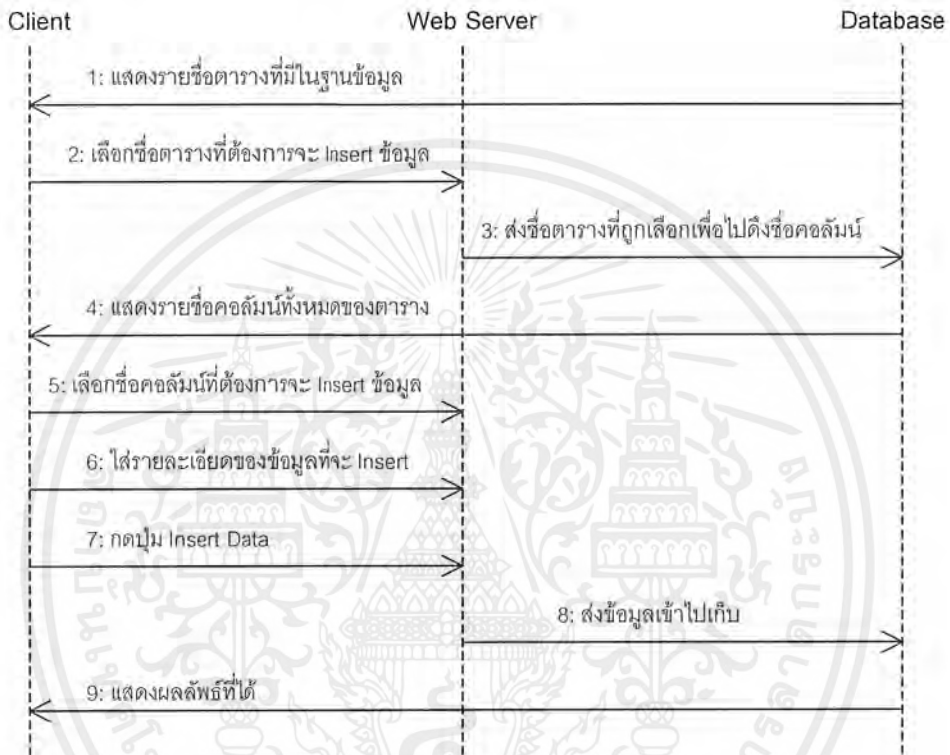 Client Web Server Database
1: แสดงรายชื่อตารางที่มีในฐานข้อมูล
2: เลือกชื่อตารางที่ต้องการจะ Insert ข้อมูล
3: ส่งชื่อตารางที่ถูกเลือกเพื่อไปดึงชื่อคอลัมน์
4: แสดงรายชื่อคอลัมน์ทั้งหมดของตาราง
5: เลือกชื่อคอลัมน์ที่ต้องการจะ Insert ข้อมูล
6: ใส่รายละเอียดของข้อมูลที่จะ Insert
7: กดปุ่ม Insert Data
8: ส่งข้อมูลเข้าไปเก็บ
9: แสดงผลลัพธ์ที่ได้